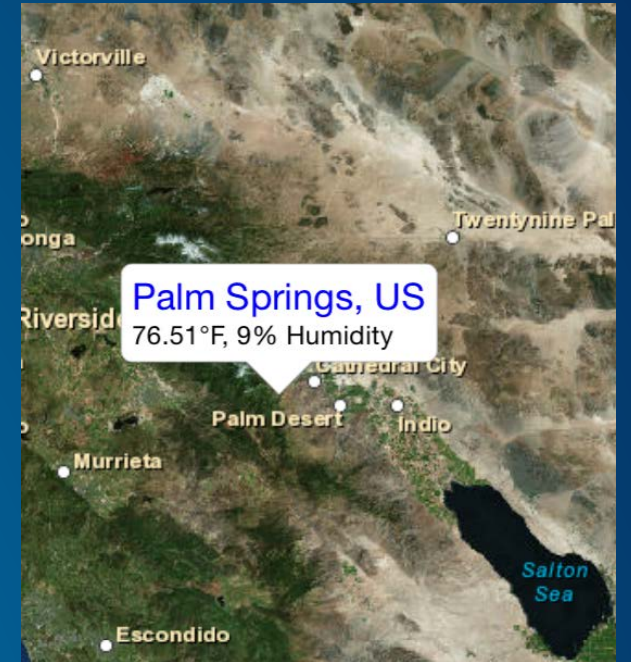 Victorville
Twentynine Pal
onga
Palm Springs, US
Riversid
76.51°F, 9% Humidity
Cathedral City
Palm Desert
Indio
Murrieta
Salton
Sea
Escondido